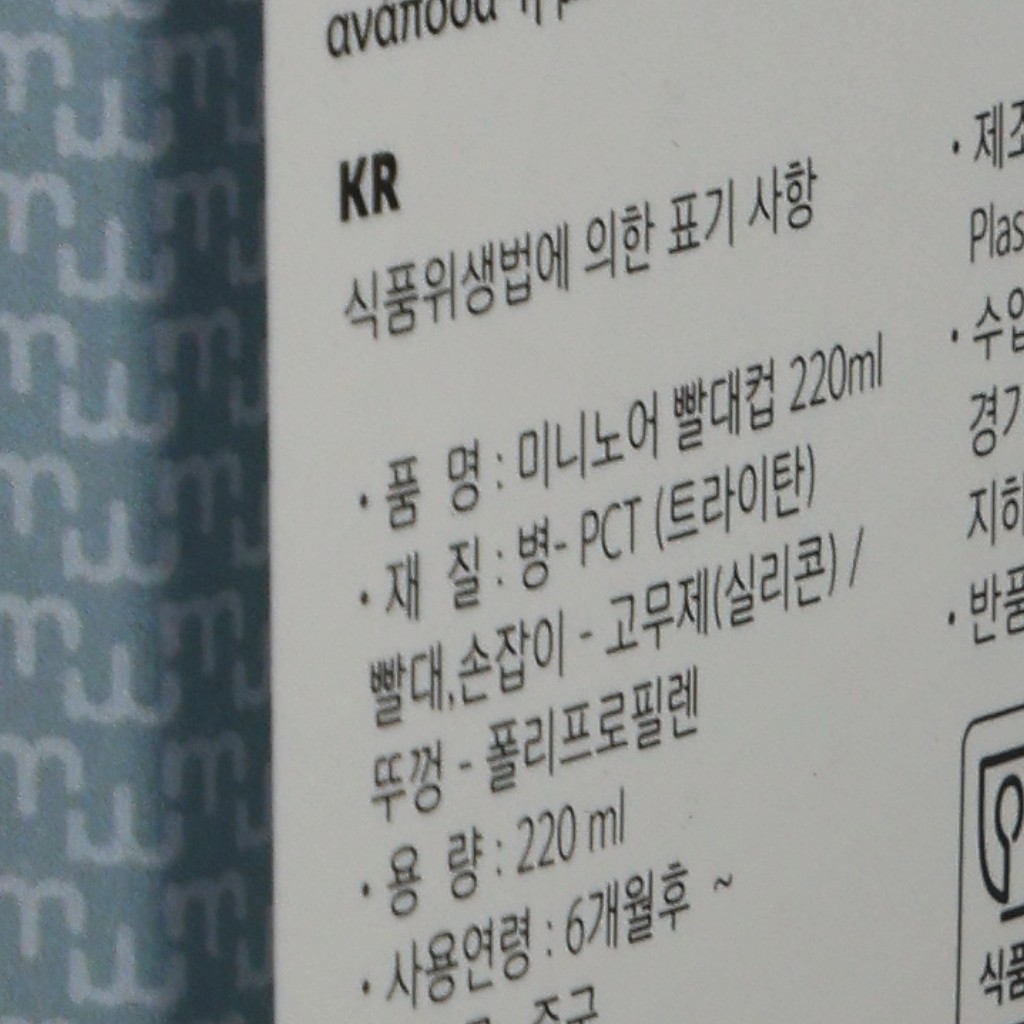 KR
식품위생법에 의한 표기 사항
· 품 명 : 미니노어 빨대컵 220ml
· 재 질 : 병- PCT (트라이탄)
빨대,손잡이 - 고무제(실리콘) /
뚜껑 - 폴리프로필렌
· 용 량 : 220 ml
· 사용연령 : 6개월후 ~
· 제조
Plas
· 수입
경기
지하
· 반품
식품